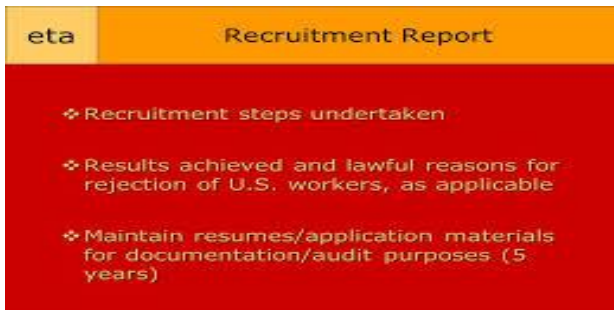 eta
Recruitment Report
❖ Recruitment steps undertaken
❖ Results achieved and lawful reasons for
rejection of U.S. workers, as applicable
❖ Maintain resumes/application materials
for documentation/audit purposes (5
years)